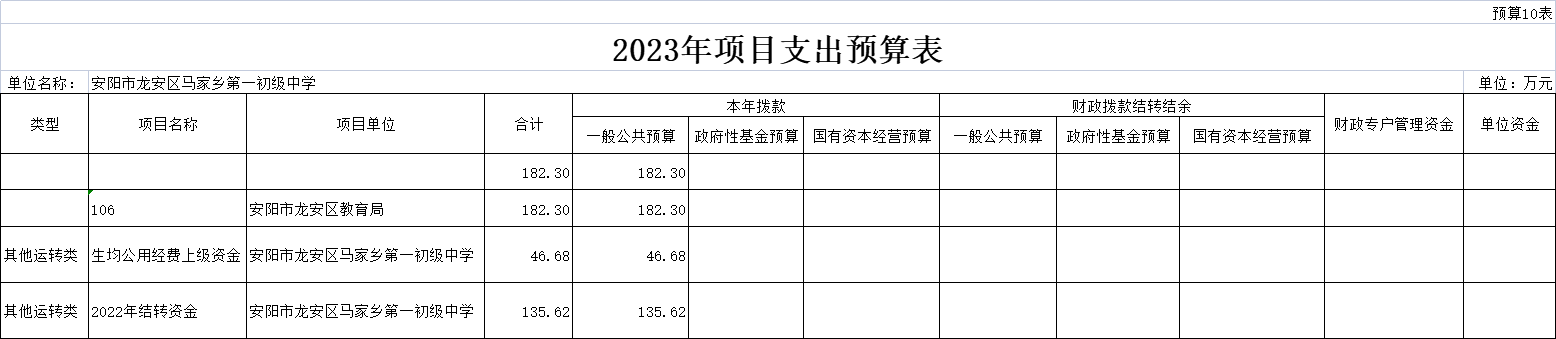 预算10表
2023年项目支出预算表
单位名称： 安阳市龙安区马家乡第一初级中学 单位：万元
类型 项目名称 项目单位 合计 本年拨款 财政拨款结转结余 财政专户管理资金 单位资金
一般公共预算 政府性基金预算 国有资本经营预算 一般公共预算 政府性基金预算 国有资本经营预算
182.30 182.30
106 安阳市龙安区教育局 182.30 182.30
其他运转类 生均公用经费上级资金 安阳市龙安区马家乡第一初级中学 46.68 46.68
其他运转类 2022年结转资金 安阳市龙安区马家乡第一初级中学 135.62 135.62